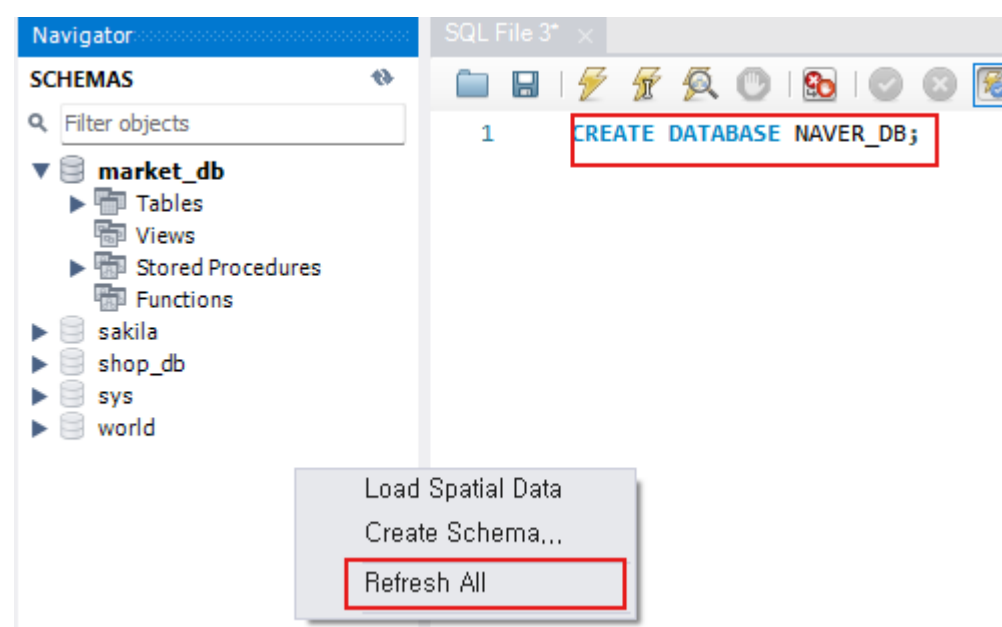 Navigator
SCHEMAS
Filter objects
market_db
Tables
Views
Stored Procedures
Functions
sakila
shop_db
sys
world
SQL File 3*
1 CREATE DATABASE NAVER_DB;
Load Spatial Data
Create Schema...
Refresh All